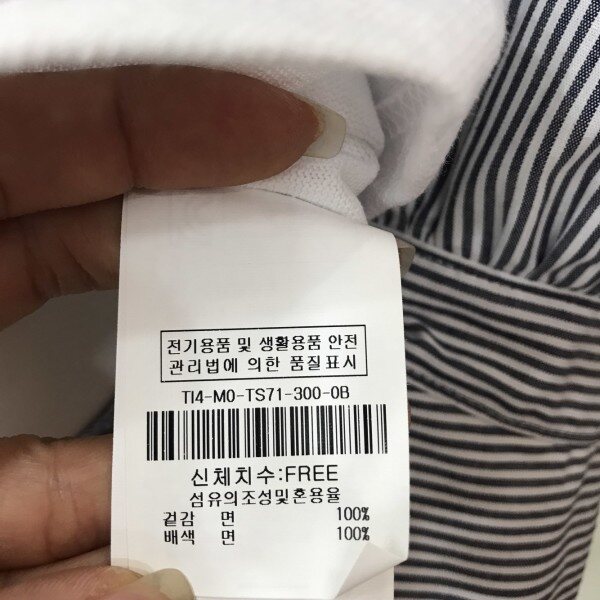 전기용품 및 생활용품 안전
관리법에 의한 품질표시
TI4-M0-TS71-300-0B
신체치수:FREE
섬유의조성및혼용율
겉감 면 100%
배색 면 100%